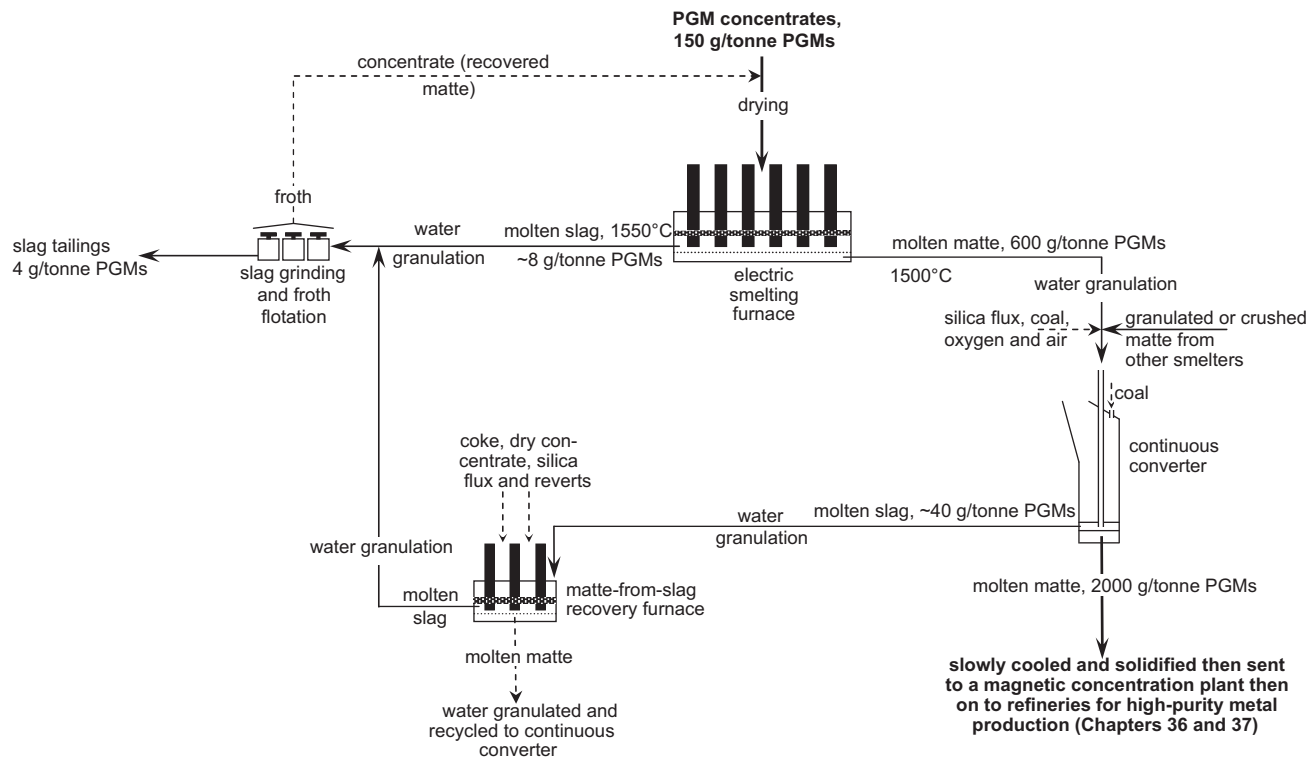 PGM concentrates,
150 g/tonne PGMs
concentrate (recovered
matte)
drying
froth
water
granulation
molten slag, 1550°C
~8 g/tonne PGMs
slag tailings
4 g/tonne PGMs
slag grinding
and froth
flotation
electric
smelting
furnace
molten matte, 600 g/tonne PGMs
1500°C
water granulation
silica flux, coal,
oxygen and air
granulated or crushed
matte from
other smelters
coal
continuous
converter
coke, dry con-
centrate, silica
flux and reverts
water
granulation
molten slag, ~40 g/tonne PGMs
water granulation
molten
slag
matte-from-slag
recovery furnace
molten matte
water granulated and
recycled to continuous
converter
molten matte, 2000 g/tonne PGMs
slowly cooled and solidified then sent
to a magnetic concentration plant then
on to refineries for high-purity metal
production (Chapters 36 and 37)